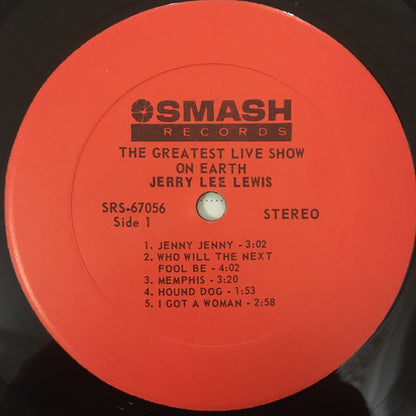 SMASH
RECORDS
THE GREATEST LIVE SHOW
ON EARTH
JERRY LEE LEWIS
SRS-67056
Side 1
STEREO
1. JENNY JENNY - 3:02
2. WHO WILL THE NEXT
FOOL BE - 4:02
3. MEMPHIS - 3:20
4. HOUND DOG - 1:53
5. I GOT A WOMAN - 2:58